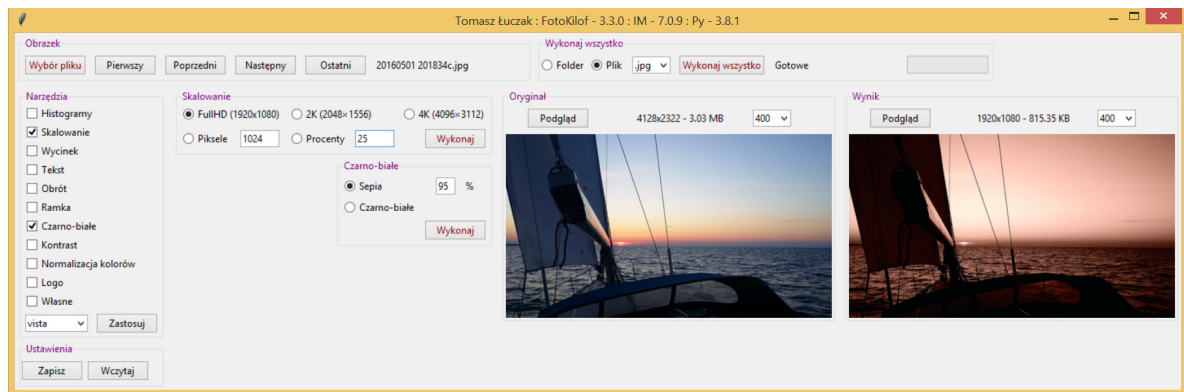 Tomasz Łuczak : FotoKilof - 3.3.0 : IM - 7.0.9 : Py - 3.8.1
Obrazek
Wybór pliku Pierwszy Poprzedni Następny Ostatni 20160501 201834c.jpg
Wykonaj wszystko
Folder Plik .jpg Wykonaj wszystko Gotowe
Narzędzia
Histogramy
Skalowanie
Wycinek
Tekst
Obrót
Ramka
Czarno-białe
Kontrast
Normalizacja kolorów
Logo
Własne
vista Zastosuj
Ustawienia
Zapisz Wczytaj
Skalowanie
FullHD (1920x1080) 2K (2048×1556) 4K (4096×3112)
Piksele 1024 Procenty 25 Wykonaj
Czarno-białe
Sepia 95 %
Czarno-białe
Wykonaj
Oryginał
Podgląd 4128x2322 - 3.03 MB 400
Wynik
Podgląd 1920x1080 - 815.35 KB 400